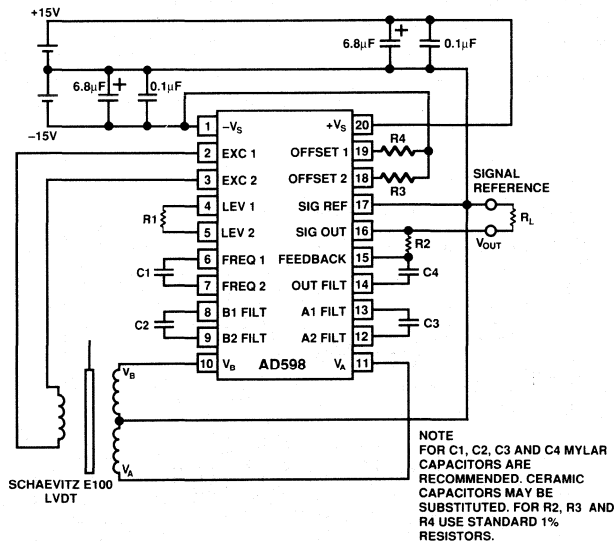 +15V
6.8µF + 0.1µF
6.8µF + 0.1µF
−15V
1 −VS +VS 20
2 EXC 1 OFFSET 1 19 R4
3 EXC 2 OFFSET 2 18 R3
SIGNAL
REFERENCE
4 LEV 1 SIG REF 17
R1 RL
5 LEV 2 SIG OUT 16
VOUT
R2
6 FREQ 1 FEEDBACK 15
C1 C4
7 FREQ 2 OUT FILT 14
8 B1 FILT A1 FILT 13
C2 C3
9 B2 FILT A2 FILT 12
10 VB AD598 VA 11
VB
VA
SCHAEVITZ E100
LVDT
NOTE
FOR C1, C2, C3 AND C4 MYLAR
CAPACITORS ARE
RECOMMENDED. CERAMIC
CAPACITORS MAY BE
SUBSTITUTED. FOR R2, R3 AND
R4 USE STANDARD 1%
RESISTORS.